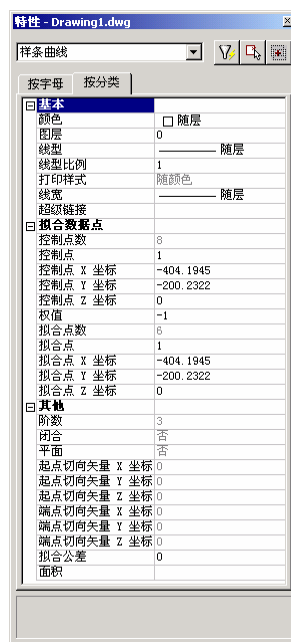 特性 - Drawing1.dwg
样条曲线
按字母 按分类
基本
颜色 随层
图层 0
线型 随层
线型比例 1
打印样式 随颜色
线宽 随层
超级链接
拟合数据点
控制点数 8
控制点 1
控制点 X 坐标 -404.1945
控制点 Y 坐标 -200.2322
控制点 Z 坐标 0
权值 -1
拟合点数 6
拟合点 1
拟合点 X 坐标 -404.1945
拟合点 Y 坐标 -200.2322
拟合点 Z 坐标 0
其他
阶数 3
闭合 否
平面 否
起点切向矢量 X 坐标 0
起点切向矢量 Y 坐标 0
起点切向矢量 Z 坐标 0
端点切向矢量 X 坐标 0
端点切向矢量 Y 坐标 0
端点切向矢量 Z 坐标 0
拟合公差 0
面积